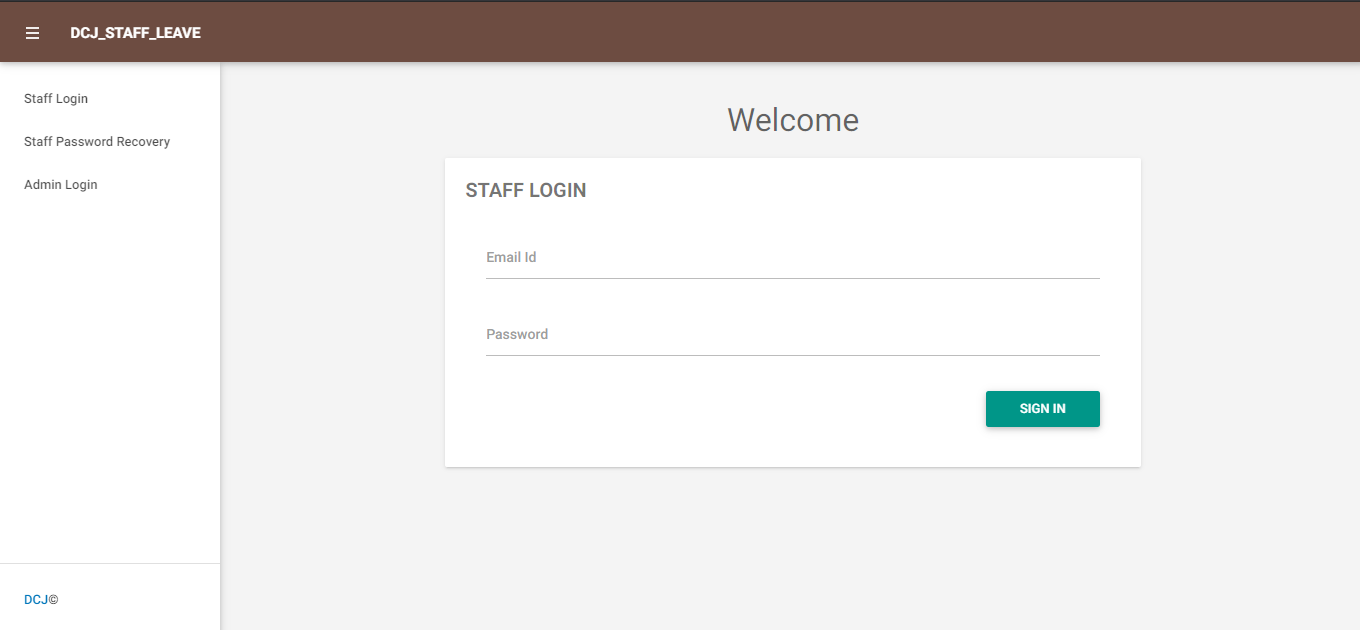 DCJ_STAFF_LEAVE
Staff Login
Staff Password Recovery
Admin Login
DCJ©
Welcome
STAFF LOGIN
Email Id
Password
SIGN IN